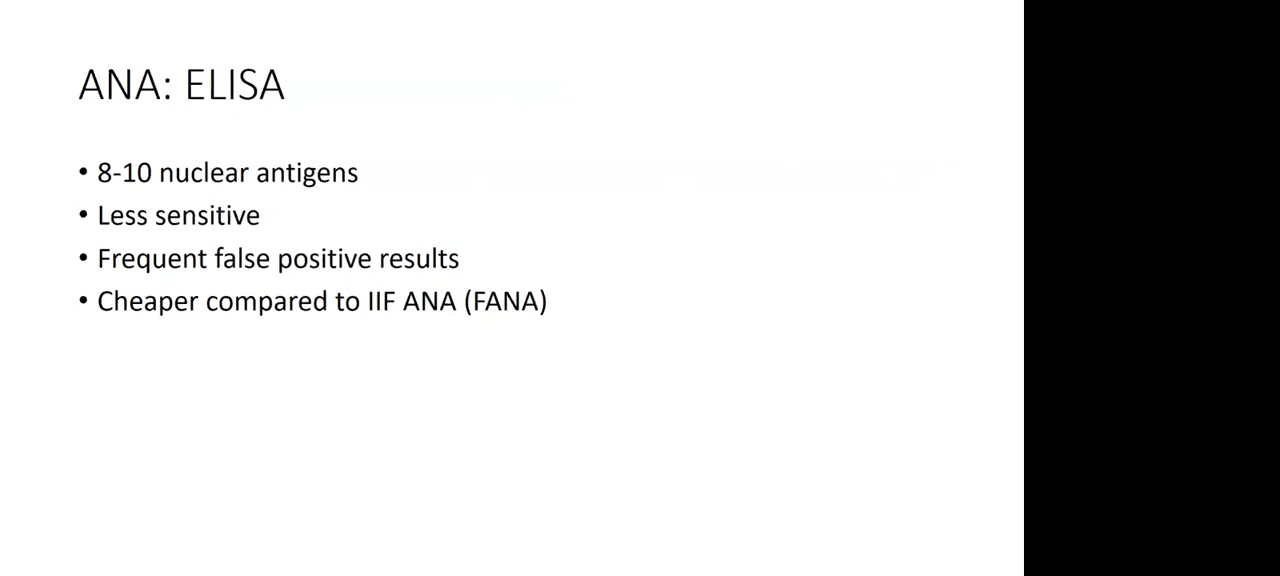 ANA: ELISA
• 8-10 nuclear antigens
• Less sensitive
• Frequent false positive results
• Cheaper compared to IIF ANA (FANA)